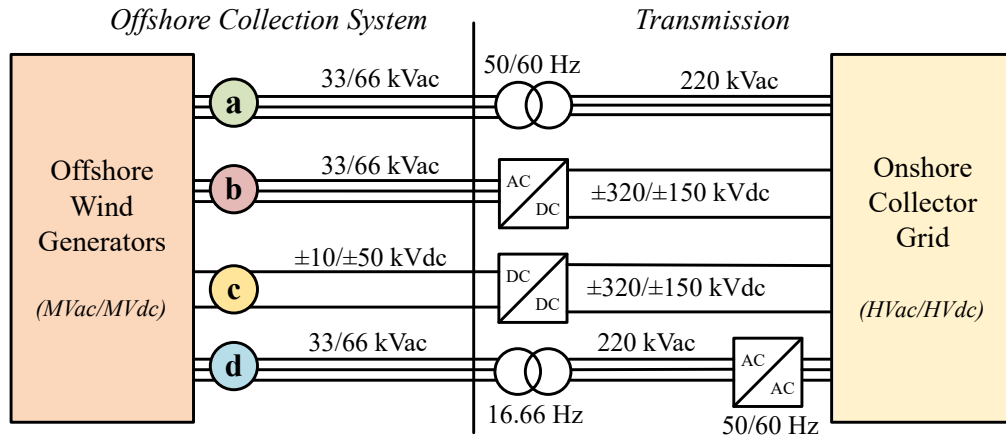 Offshore Collection System
Transmission
Offshore
Wind
Generators
(MVac/MVdc)
a
33/66 kVac
50/60 Hz
220 kVac
b
33/66 kVac
AC
DC
±320/±150 kVdc
c
±10/±50 kVdc
DC
DC
±320/±150 kVdc
d
33/66 kVac
16.66 Hz
220 kVac
AC
AC
50/60 Hz
Onshore
Collector
Grid
(HVac/HVdc)